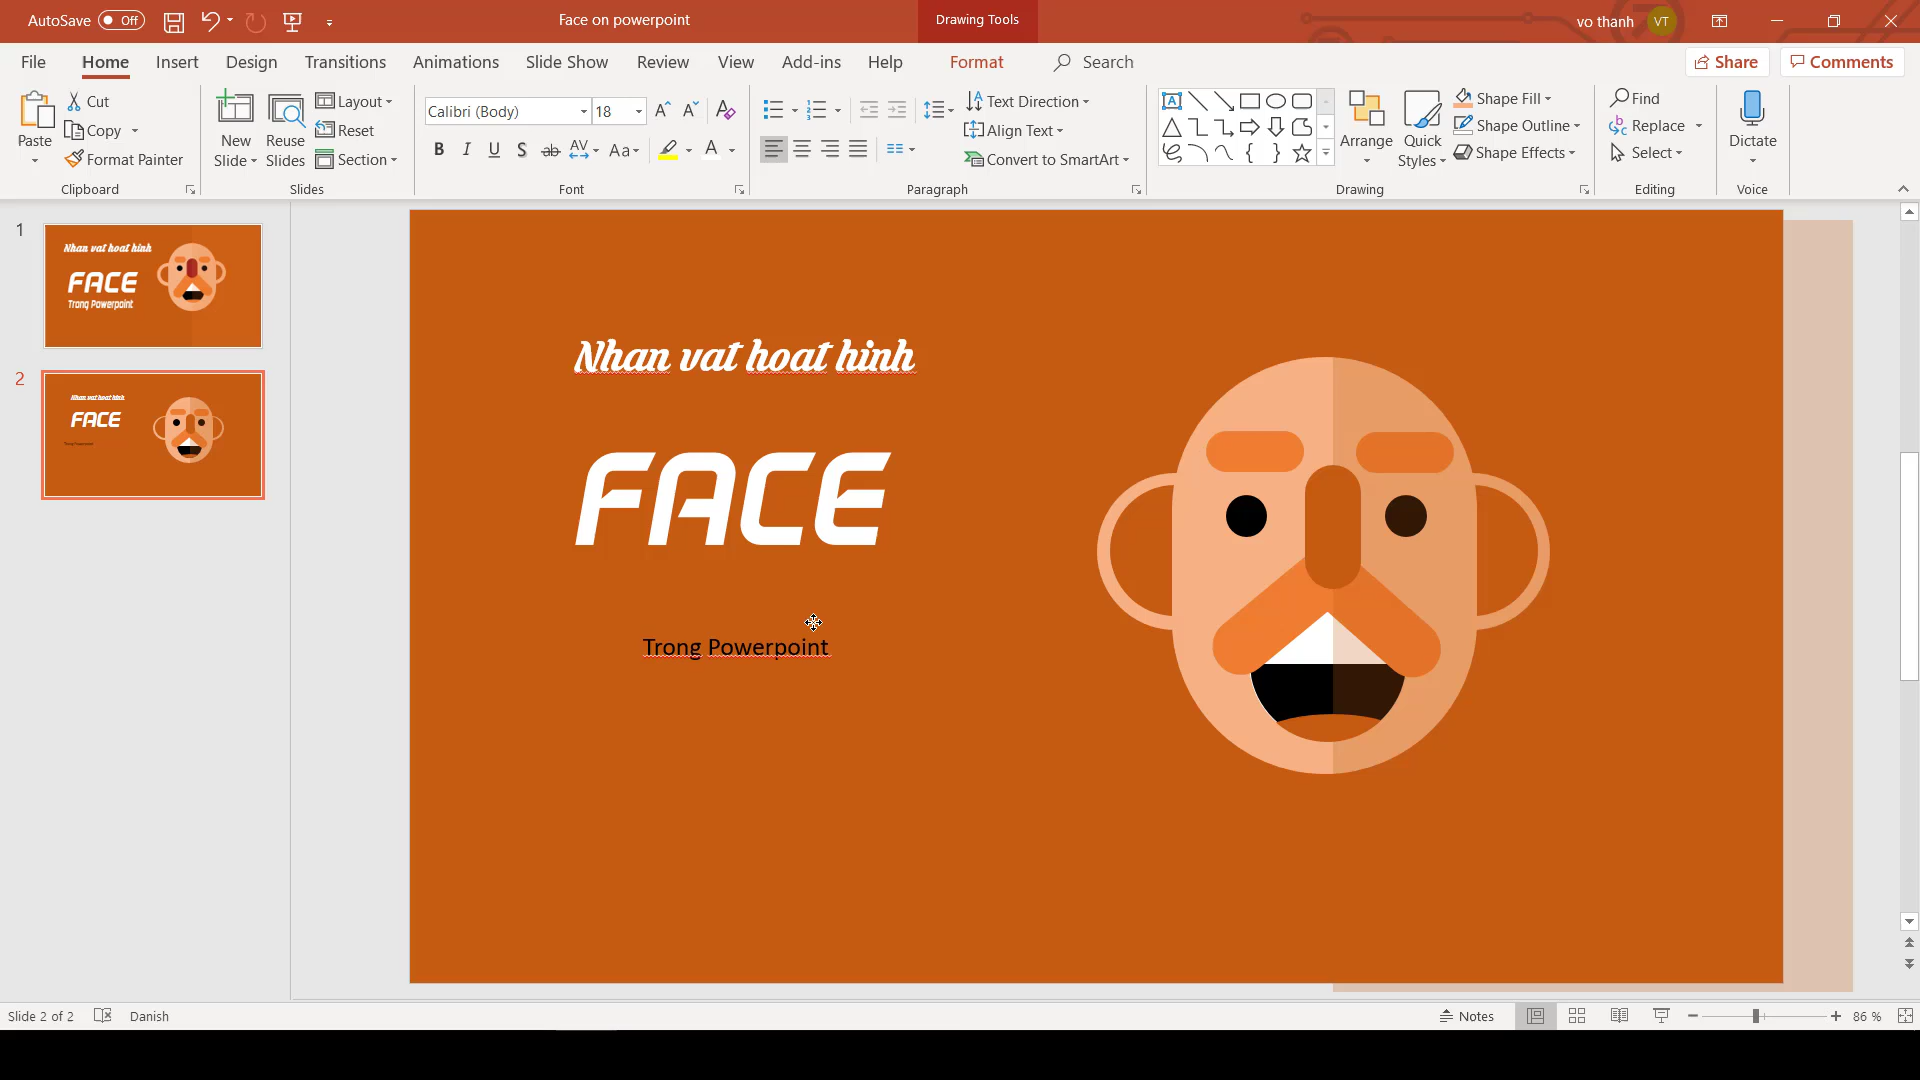 AutoSave Off
Face on powerpoint
Drawing Tools
vo thanh VT
File Home Insert Design Transitions Animations Slide Show Review View Add-ins Help Format Search Share Comments
Paste
Cut
Copy
Format Painter
Clipboard
New Slide
Reuse Slides
Layout
Reset
Section
Slides
Calibri (Body) 18
B I U S ab AV Aa A
Font
Text Direction
Align Text
Convert to SmartArt
Paragraph
Arrange
Quick Styles
Shape Fill
Shape Outline
Shape Effects
Drawing
Find
Replace
Select
Editing
Dictate
Voice
1
Nhan vat hoat hinh
FACE
Trong Powerpoint
2
Nhan vat hoat hinh
FACE
Trong Powerpoint
Nhan vat hoat hinh
FACE
Trong Powerpoint
Slide 2 of 2 Danish Notes 86 %